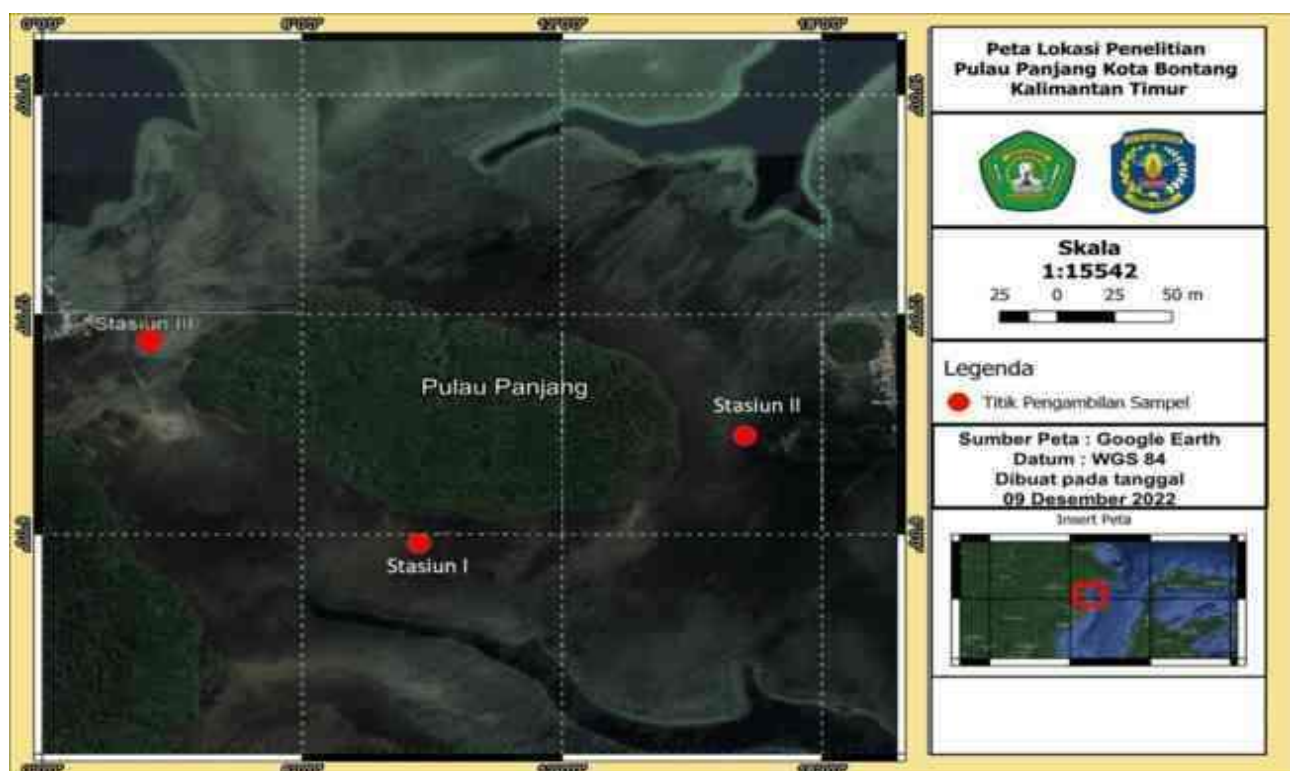 Peta Lokasi Penelitian
Pulau Panjang Kota Bontang
Kalimantan Timur
Skala
1:15542
25 0 25 50 m
Legenda
Titik Pengambilan Sampel
Sumber Peta : Google Earth
Datum : WGS 84
Dibuat pada tanggal
09 Desember 2022
Insert Peta
Stasiun III
Pulau Panjang
Stasiun II
Stasiun I